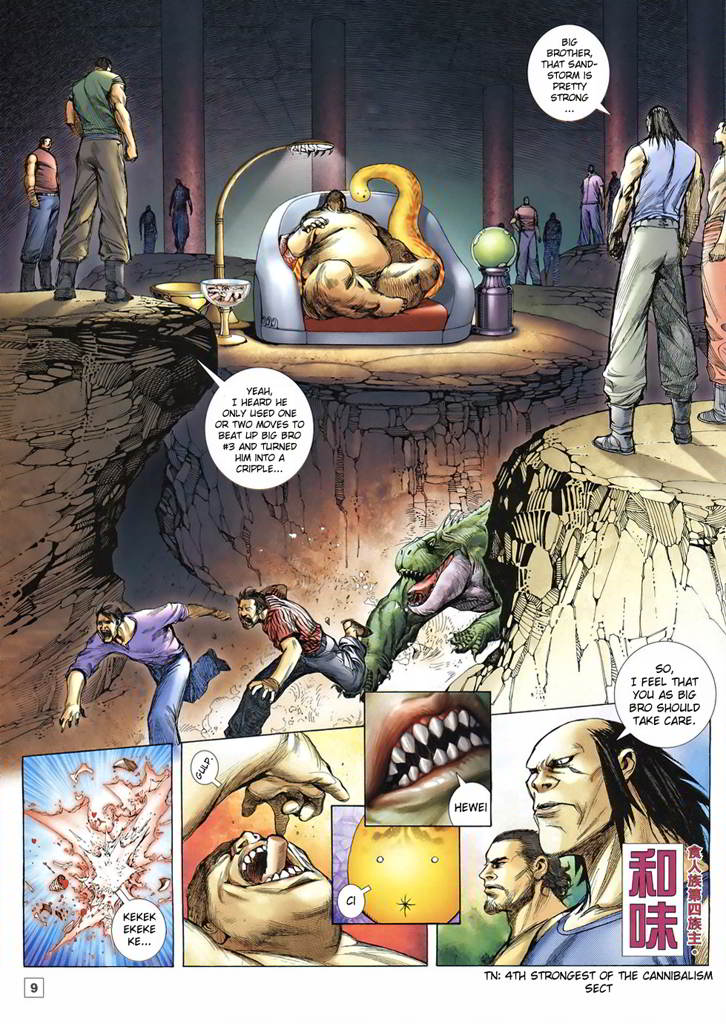 BIG
BROTHER,
THAT SAND-
STORM IS
PRETTY
STRONG
...
YEAH,
I HEARD HE
ONLY USED ONE
OR TWO MOVES TO
BEAT UP BIG BRO
#3 AND TURNED
HIM INTO A
CRIPPLE...
KEKEK
EKEKE
KE...
GULP.
HEWEI
CI
SO,
I FEEL THAT
YOU AS BIG
BRO SHOULD
TAKE CARE.
食人族第四族主。
和味
TN: 4TH STRONGEST OF THE CANNIBALISM
SECT
9